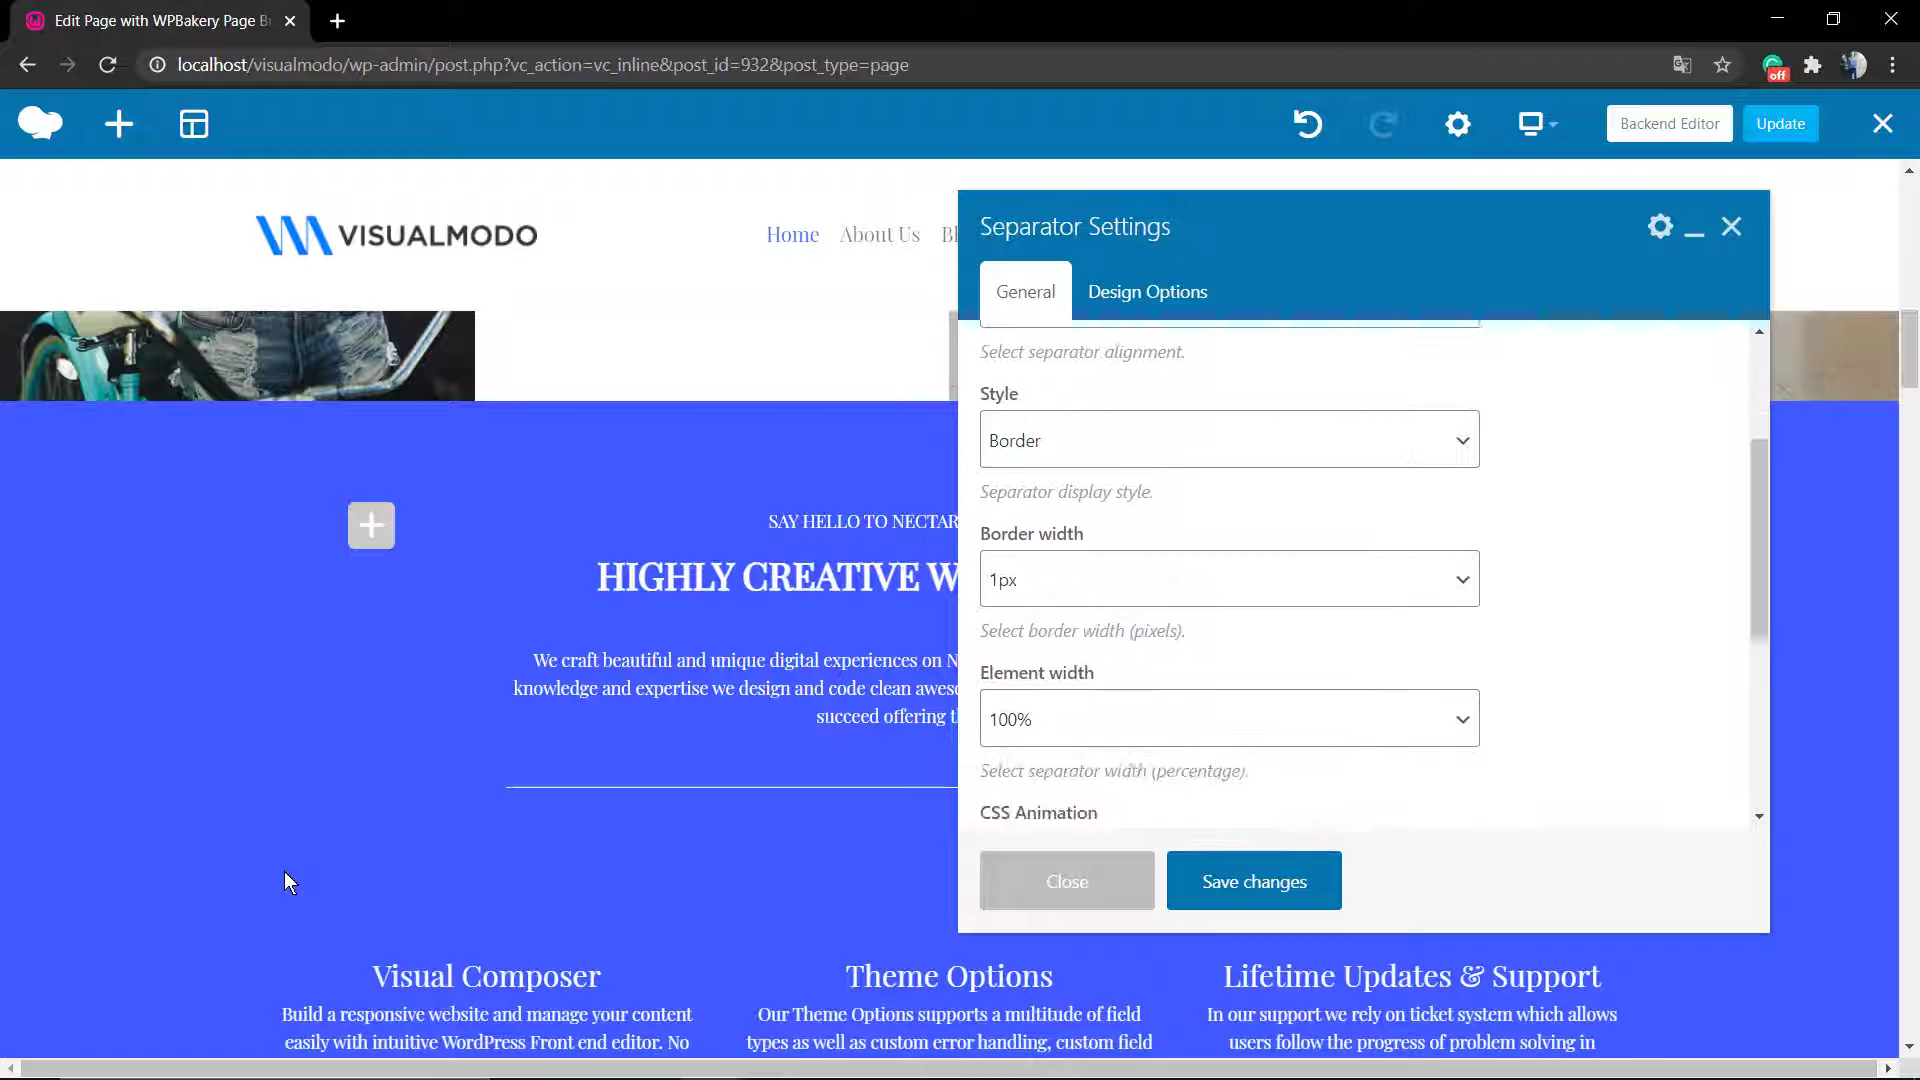 Edit Page with WPBakery Page B
localhost/visualmodo/wp-admin/post.php?vc_action=vc_inline&post_id=932&post_type=page
off
Backend Editor
Update
VISUALMODO
Home
About Us
Bl
Separator Settings
General
Design Options
Select separator alignment.
Style
Border
Separator display style.
Border width
1px
Select border width (pixels).
Element width
100%
Select separator width (percentage).
CSS Animation
Close
Save changes
SAY HELLO TO NECTAR
HIGHLY CREATIVE W
We craft beautiful and unique digital experiences on N
knowledge and expertise we design and code clean aweso
succeed offering th
Visual Composer
Build a responsive website and manage your content
easily with intuitive WordPress Front end editor. No
Theme Options
Our Theme Options supports a multitude of field
types as well as custom error handling, custom field
Lifetime Updates & Support
In our support we rely on ticket system which allows
users follow the progress of problem solving in